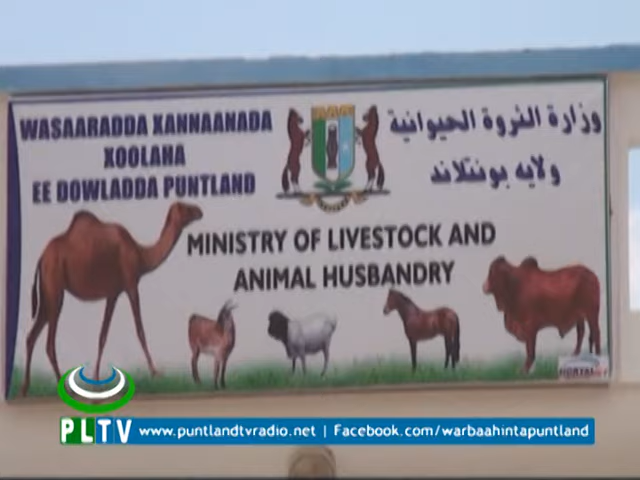 WASAARADDA XANNAANADA
XOOLAHA
EE DOWLADDA PUNTLAND
وزارة الثروة الحيوانية
ولايه بونتلاند
MINISTRY OF LIVESTOCK AND
ANIMAL HUSBANDRY
PLTV www.puntlandtvradio.net | Facebook.com/warbaahintapuntland